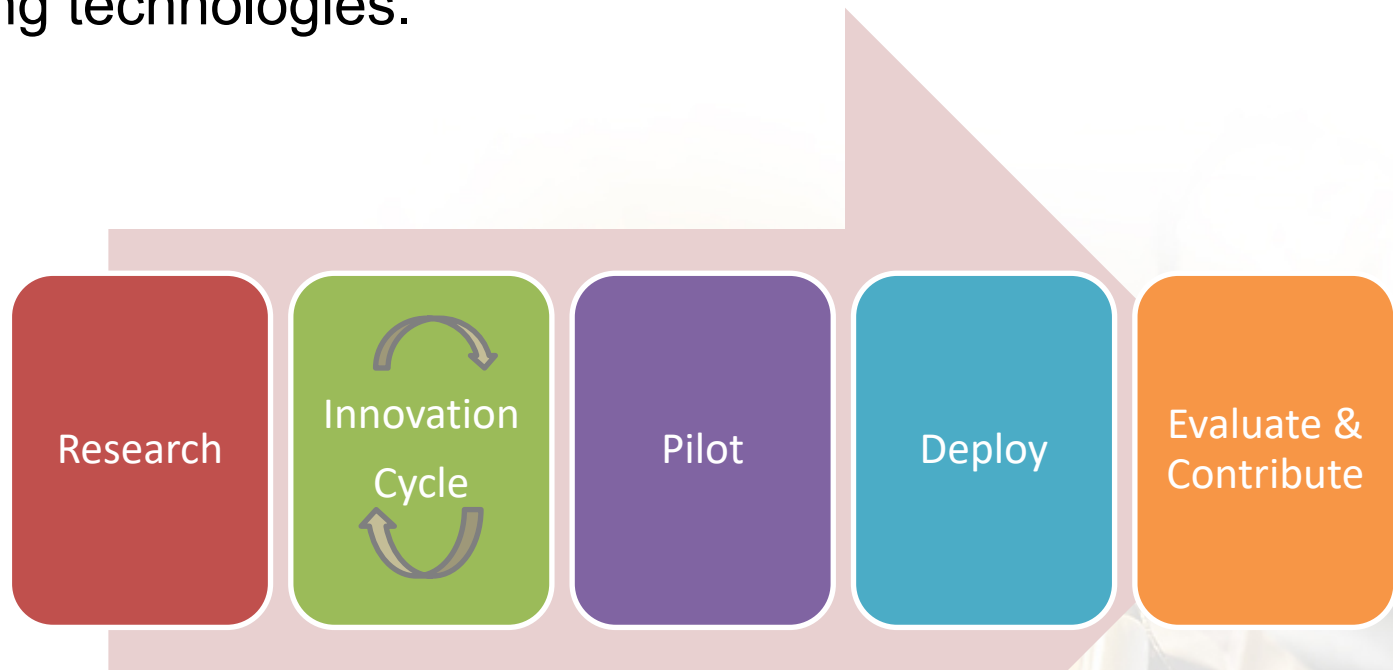 ng technologies.
Research
Innovation
Cycle
Pilot
Deploy
Evaluate &
Contribute